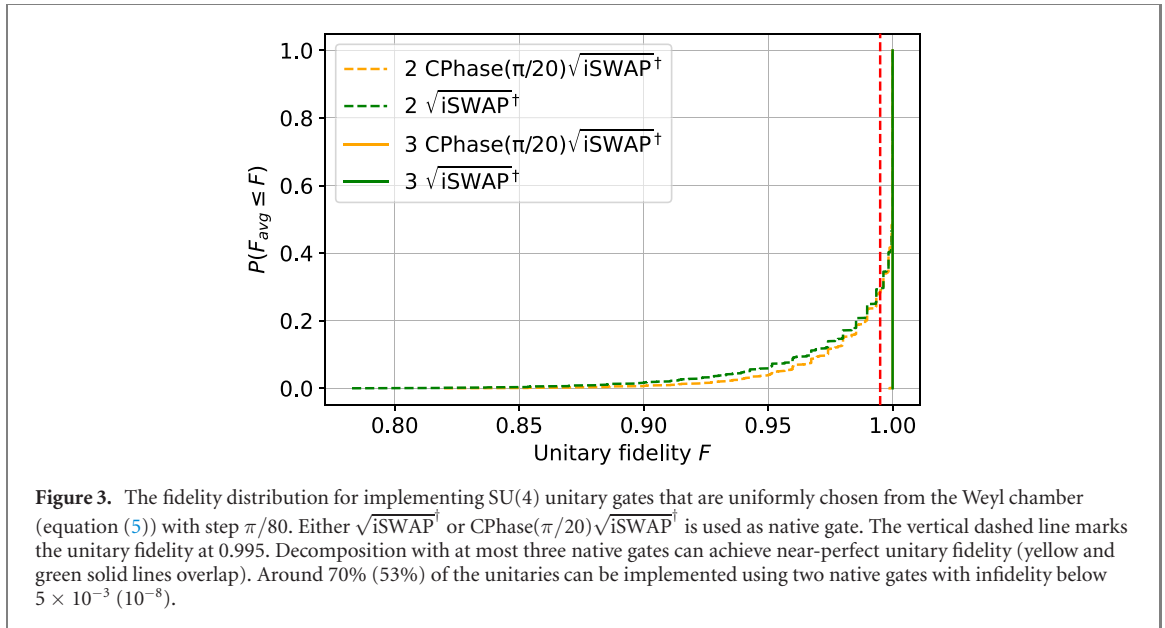 1.0
0.8
0.6
0.4
0.2
0.0
P(F_avg ≤ F)
2 CPhase(π/20)√iSWAP†
2 √iSWAP†
3 CPhase(π/20)√iSWAP†
3 √iSWAP†
0.80 0.85 0.90 0.95 1.00
Unitary fidelity F
Figure 3. The fidelity distribution for implementing SU(4) unitary gates that are uniformly chosen from the Weyl chamber
(equation (5)) with step π/80. Either √iSWAP† or CPhase(π/20)√iSWAP† is used as native gate. The vertical dashed line marks
the unitary fidelity at 0.995. Decomposition with at most three native gates can achieve near-perfect unitary fidelity (yellow and
green solid lines overlap). Around 70% (53%) of the unitaries can be implemented using two native gates with infidelity below
5 × 10⁻³ (10⁻⁸).